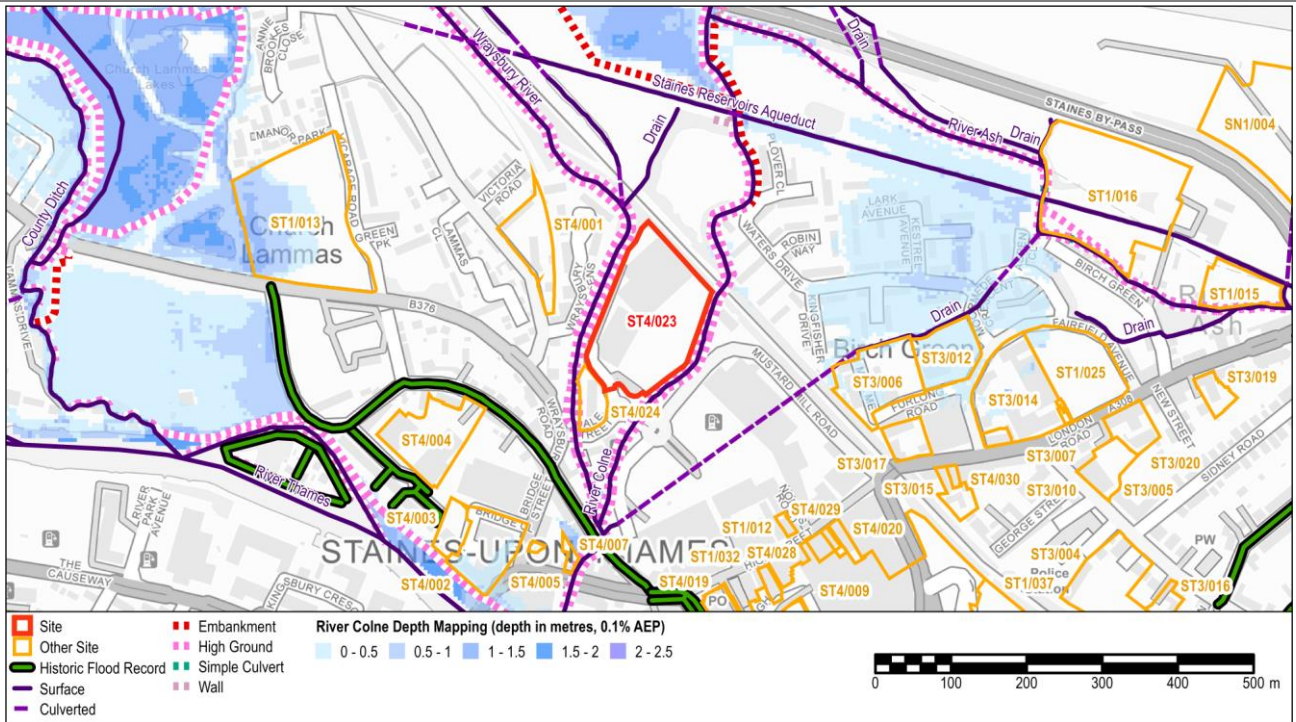 Church Lammas
Lakes
ANNIE
BROOKES
CLOSE
Wraysbury River
Drain
Drain
Staines Reservoirs Aqueduct
STAINES BY-PASS
SN1/004
River Ash
Drain
MANOR PARK
VICARAGE ROAD
ST1/013
Church
Lammas
GREEN
PK
VICTORIA
ROAD
LAMMAS
CL
ST4/001
PLOVER CL
ST1/016
County Ditch
LARK
AVENUE
KESTREL
AVENUE
ROBIN
WAY
WATERS DRIVE
BIRCH GREEN
ST1/015
Ash
B376
ST4/023
KINGFISHER
DRIVE
Drain
Drain
Birch Green
FAIRFIELD AVENUE
ST3/012
ST3/006
ST1/025
ST3/019
FURLONG
ROAD
ST3/014
NEW STREET
A308
LONDON
ROAD
MUSTARD MILL ROAD
ST4/024
ST4/004
WRAYSBURY
ROAD
River Colne
BRIDGE
STREET
ST3/017
ST3/007
ST3/020
SIDNEY ROAD
ST3/015
ST4/030
ST3/010
ST3/005
GEORGE STREET
River Thames
RIVER
PARK
AVENUE
ST4/003
BRIDGE
ST4/029
ST1/012
ST4/020
STAINES-UPON-THAMES
ST4/007
ST4/028
ST1/032
ST3/004
Police
PW
THE
CAUSEWAY
ST4/002
ST4/005
ST4/019
PO
ST4/009
ST1/037
ST3/016
Site
Other Site
Historic Flood Record
Surface
Culverted
Embankment
High Ground
Simple Culvert
Wall
River Colne Depth Mapping (depth in metres, 0.1% AEP)
0 - 0.5 0.5 - 1 1 - 1.5 1.5 - 2 2 - 2.5
0 100 200 300 400 500 m